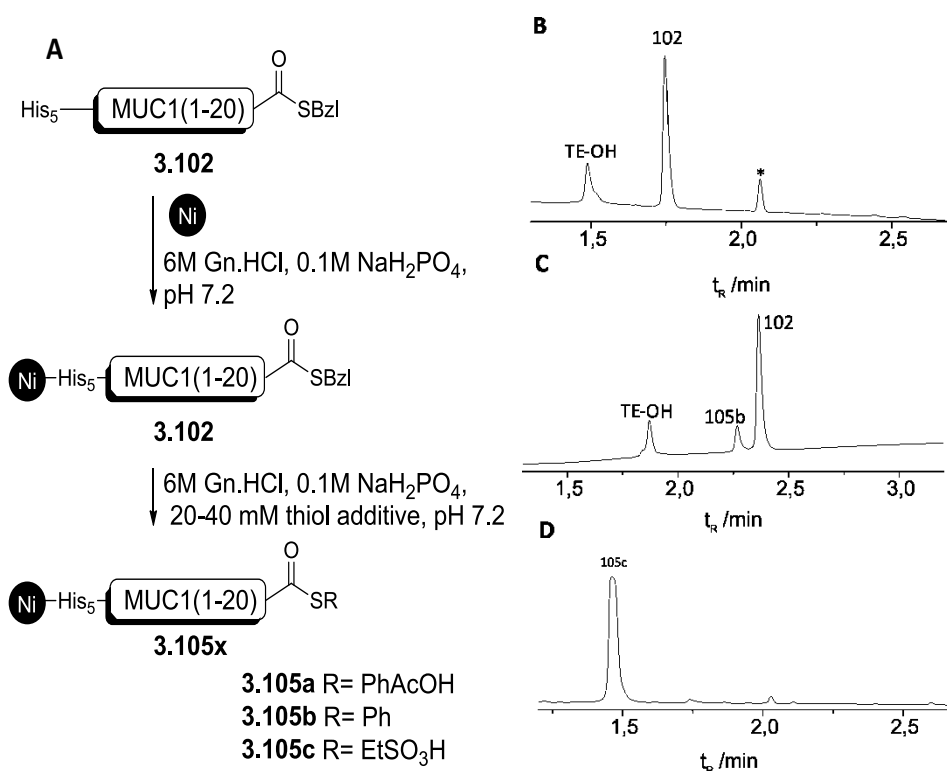 A
His₅ MUC1(1-20) O SBzl
3.102
Ni
6M Gn.HCl, 0.1M NaH₂PO₄,
pH 7.2
Ni His₅ MUC1(1-20) O SBzl
3.102
6M Gn.HCl, 0.1M NaH₂PO₄,
20-40 mM thiol additive, pH 7.2
Ni His₅ MUC1(1-20) O SR
3.105x
3.105a R= PhAcOH
3.105b R= Ph
3.105c R= EtSO₃H
B
102
TE-OH
*
1,5 2,0 2,5
tR /min
C
102
TE-OH 105b
1,5 2,0 2,5 3,0
tR /min
D
105c
1,5 2,0 2,5
tR /min